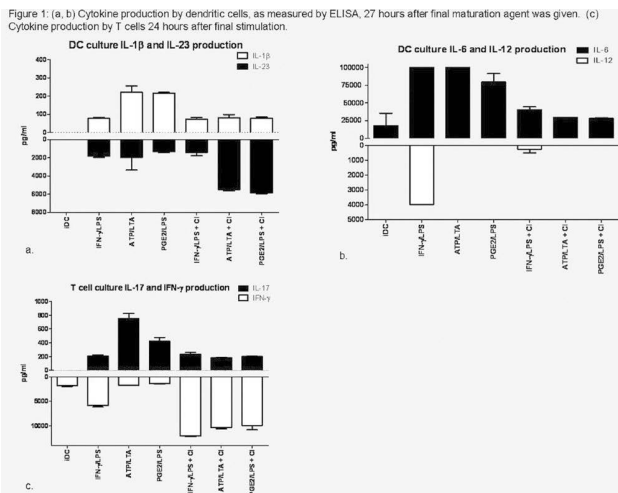 Figure 1: (a, b) Cytokine production by dendritic cells, as measured by ELISA, 27 hours after final maturation agent was given. (c)
Cytokine production by T cells 24 hours after final stimulation.
DC culture IL-1β and IL-23 production
IL-1β
IL-23
400
300
200
100
0
2000
4000
6000
8000
pg/ml
iDC
IFN-γ/LPS
ATP/LTA
PGE2/LPS
IFN-γ/LPS + CI
ATP/LTA + CI
PGE2/LPS + CI
a.
DC culture IL-6 and IL-12 production
IL-6
IL-12
100000
75000
50000
25000
0
0
1000
2000
3000
4000
5000
pg/ml
iDC
IFN-γ/LPS
ATP/LTA
PGE2/LPS
IFN-γ/LPS + CI
ATP/LTA + CI
PGE2/LPS + CI
b.
T cell culture IL-17 and IFN-γ production
IL-17
IFN-γ
1000
800
600
400
200
0
5000
10000
pg/ml
iDC
IFN-γ/LPS
ATP/LTA
PGE2/LPS
IFN-γ/LPS + CI
ATP/LTA + CI
PGE2/LPS + CI
c.